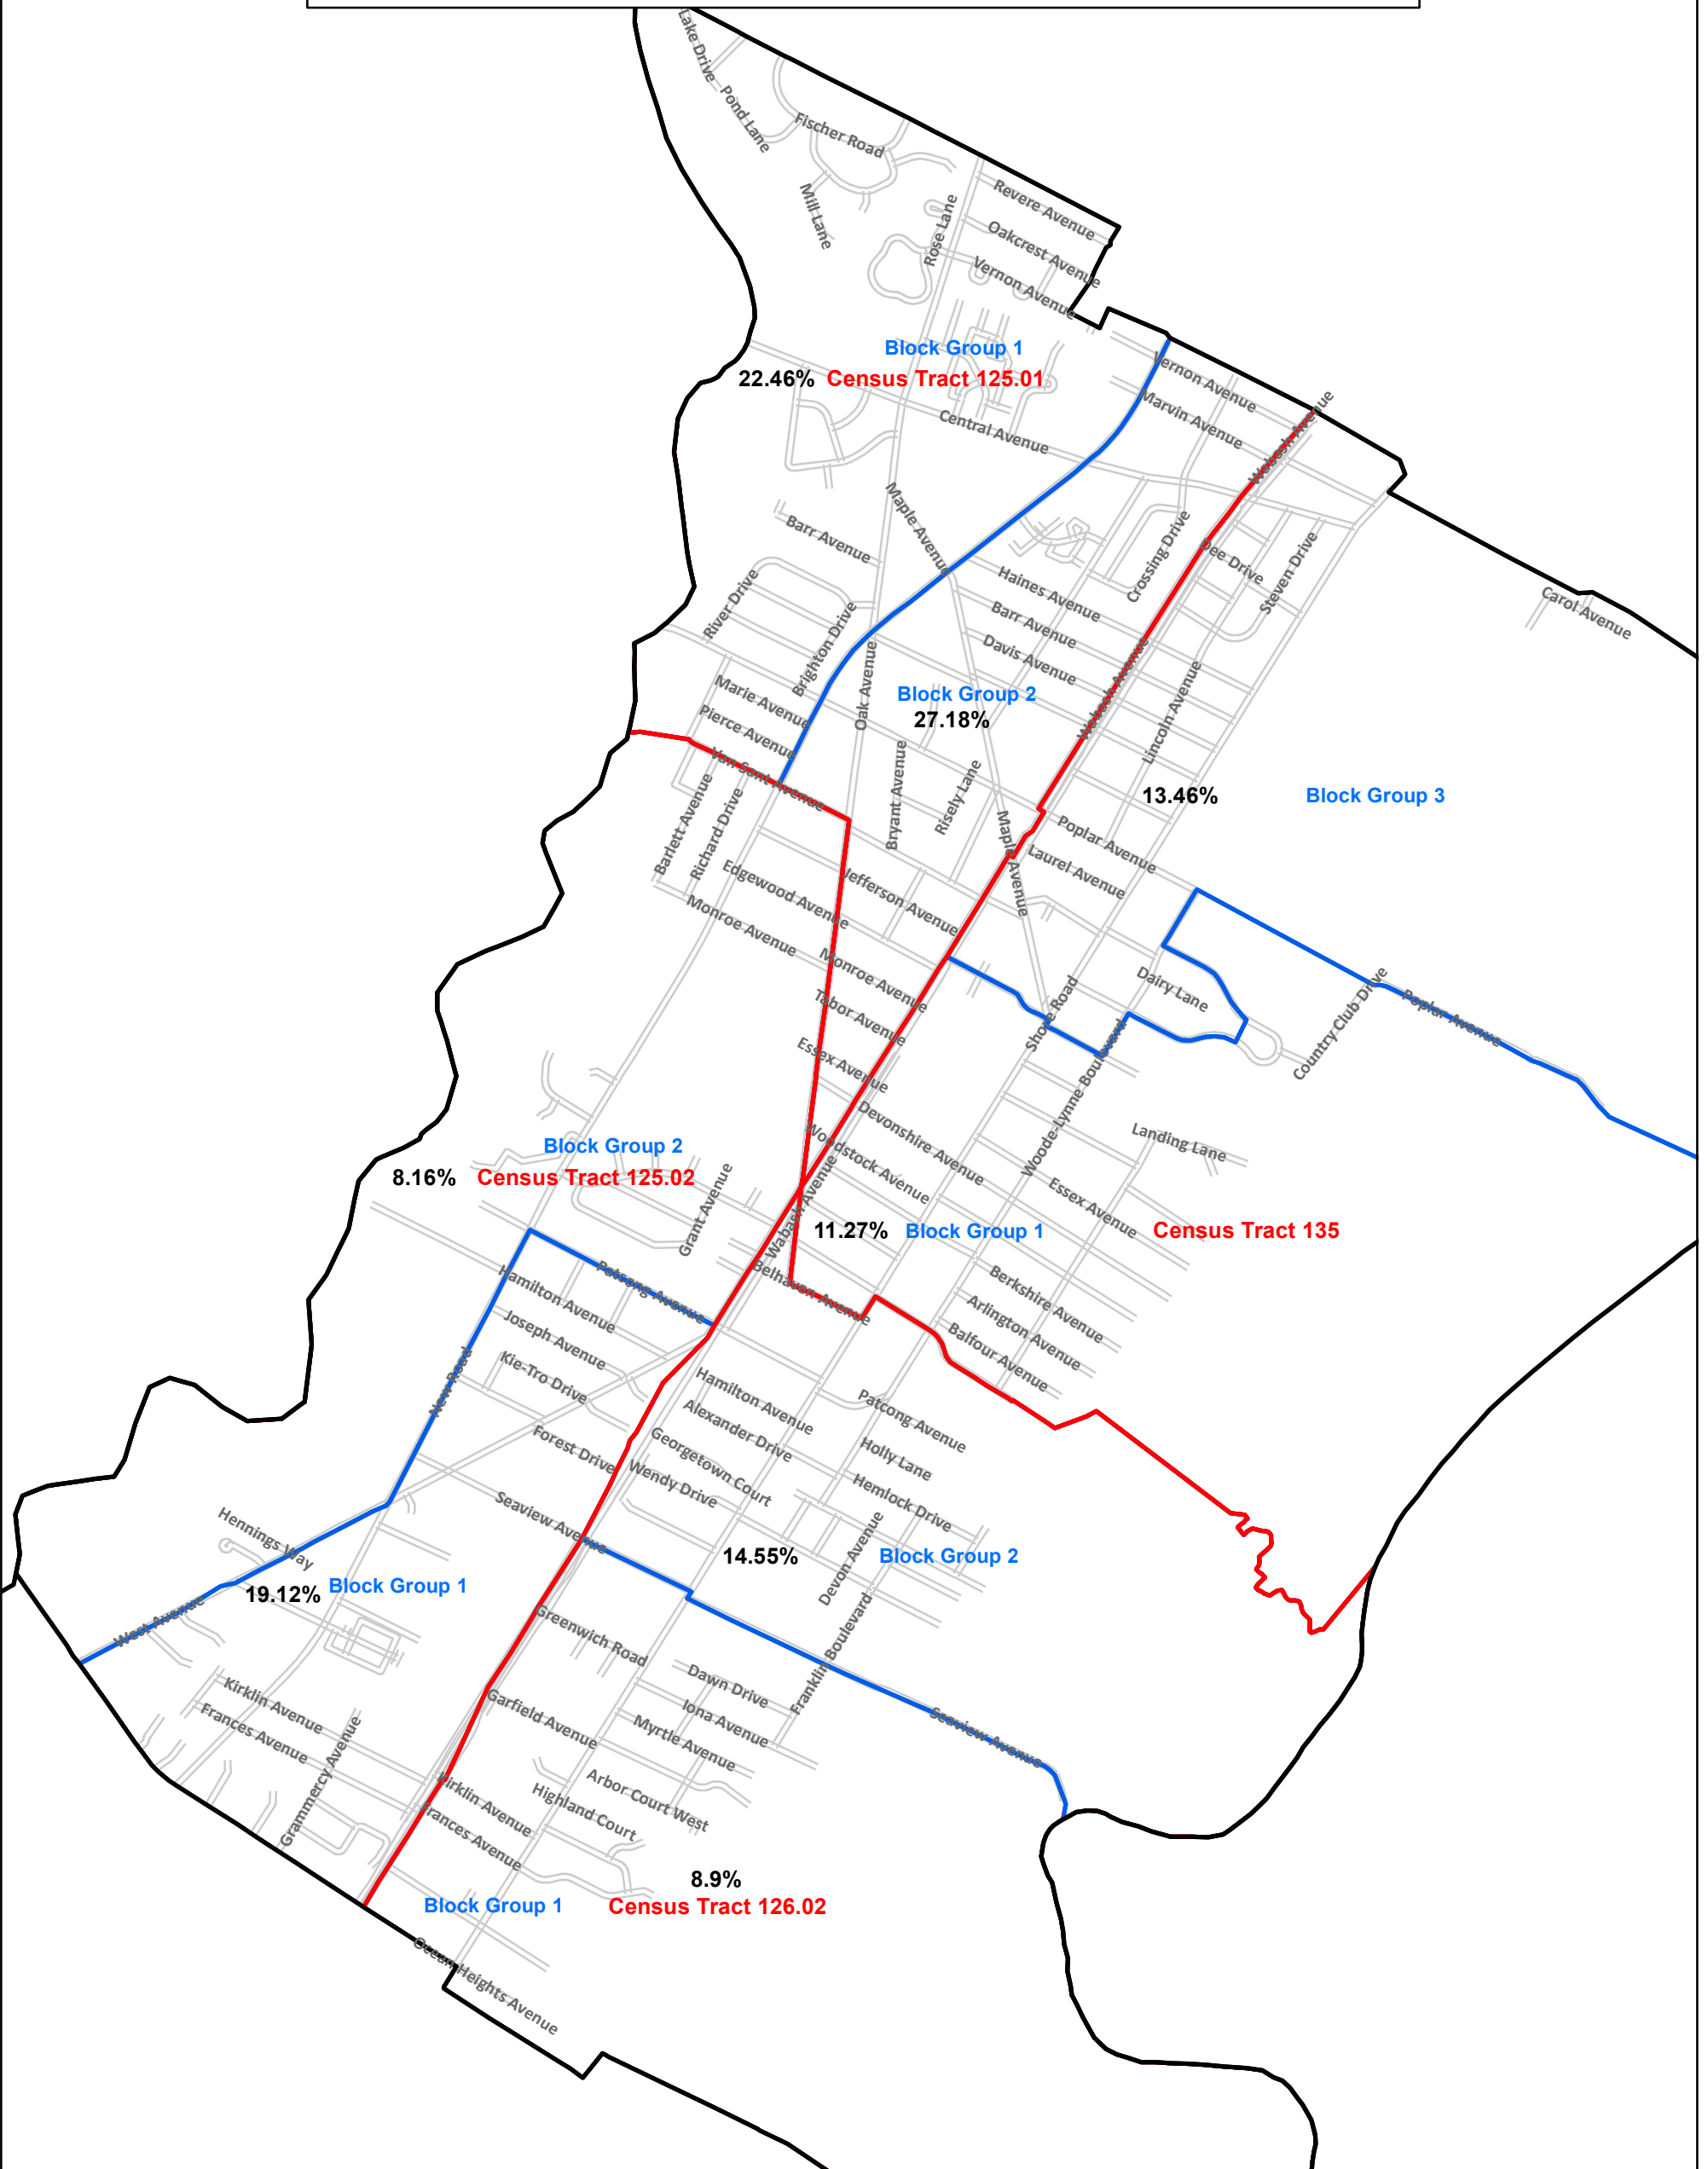 Lake Drive
Pond Lane
Fischer Road
Mill Lane
Rose Lane
Revere Avenue
Oakcrest Avenue
Vernon Avenue
Block Group 1
22.46% Census Tract 125.01
Central Avenue
Vernon Avenue
Marvin Avenue
Wabash Avenue
Maple Avenue
Barr Avenue
Crossing Drive
Dee Drive
Steven Drive
Carol Avenue
River Drive
Brighton Drive
Haines Avenue
Barr Avenue
Davis Avenue
Oak Avenue
Marie Avenue
Pierce Avenue
Van Sant Avenue
Block Group 2
27.18%
Wabash Avenue
Lincoln Avenue
13.46% Block Group 3
Bryant Avenue
Risely Lane
Maple Avenue
Poplar Avenue
Laurel Avenue
Barlett Avenue
Richard Drive
Edgewood Avenue
Jefferson Avenue
Monroe Avenue
Monroe Avenue
Tabor Avenue
Essex Avenue
Dairy Lane
Shore Road
Country Club Drive
Poplar Avenue
Woode-Lynne Boulevard
Devonshire Avenue
Woodstock Avenue
Landing Lane
Essex Avenue
Block Group 2
8.16% Census Tract 125.02
Grant Avenue
Wabash Avenue
11.27% Block Group 1
Census Tract 135
Belhaven Avenue
Patcong Avenue
Hamilton Avenue
Joseph Avenue
Kie-Tro Drive
New Road
Berkshire Avenue
Arlington Avenue
Balfour Avenue
Hamilton Avenue
Alexander Drive
Georgetown Court
Wendy Drive
Patcong Avenue
Holly Lane
Hemlock Drive
Forest Drive
Seaview Avenue
14.55%
Devon Avenue
Block Group 2
Hennings Way
19.12% Block Group 1
West Avenue
Greenwich Road
Franklin Boulevard
Dawn Drive
Iona Avenue
Myrtle Avenue
Garfield Avenue
Seaview Avenue
Kirklin Avenue
Frances Avenue
Grammercy Avenue
Kirklin Avenue
Frances Avenue
Highland Court
Arbor Court West
8.9%
Block Group 1 Census Tract 126.02
Ocean Heights Avenue